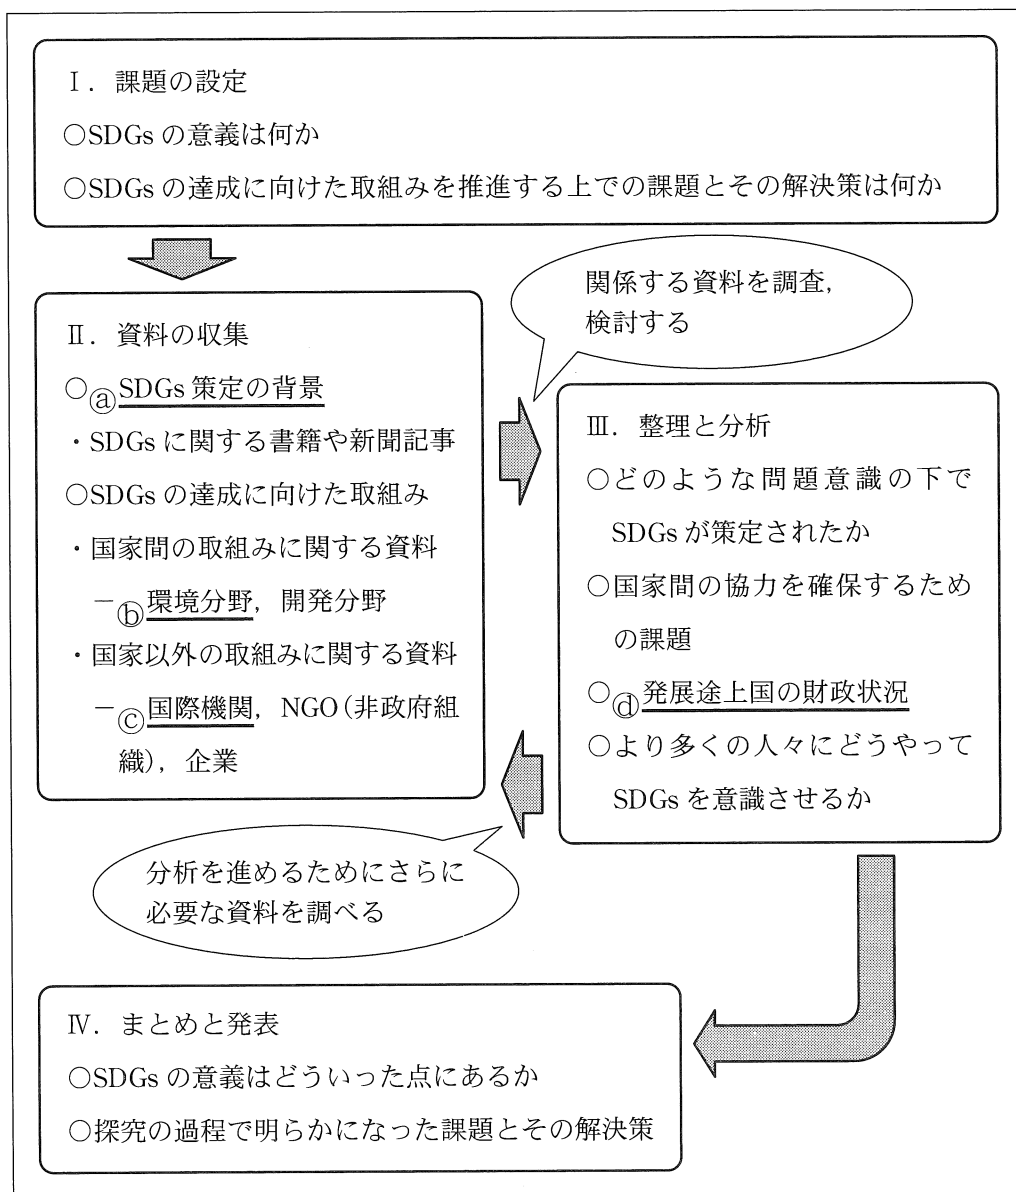 Ⅰ．課題の設定
○SDGs の意義は何か
○SDGs の達成に向けた取組みを推進する上での課題とその解決策は何か
関係する資料を調査，
検討する
Ⅱ．資料の収集
○ⓐSDGs 策定の背景
・SDGs に関する書籍や新聞記事
○SDGs の達成に向けた取組み
・国家間の取組みに関する資料
－ⓑ環境分野，開発分野
・国家以外の取組みに関する資料
－ⓒ国際機関，NGO（非政府組
織），企業
Ⅲ．整理と分析
○どのような問題意識の下で
SDGs が策定されたか
○国家間の協力を確保するため
の課題
○ⓓ発展途上国の財政状況
○より多くの人々にどうやって
SDGs を意識させるか
分析を進めるためにさらに
必要な資料を調べる
Ⅳ．まとめと発表
○SDGs の意義はどういった点にあるか
○探究の過程で明らかになった課題とその解決策